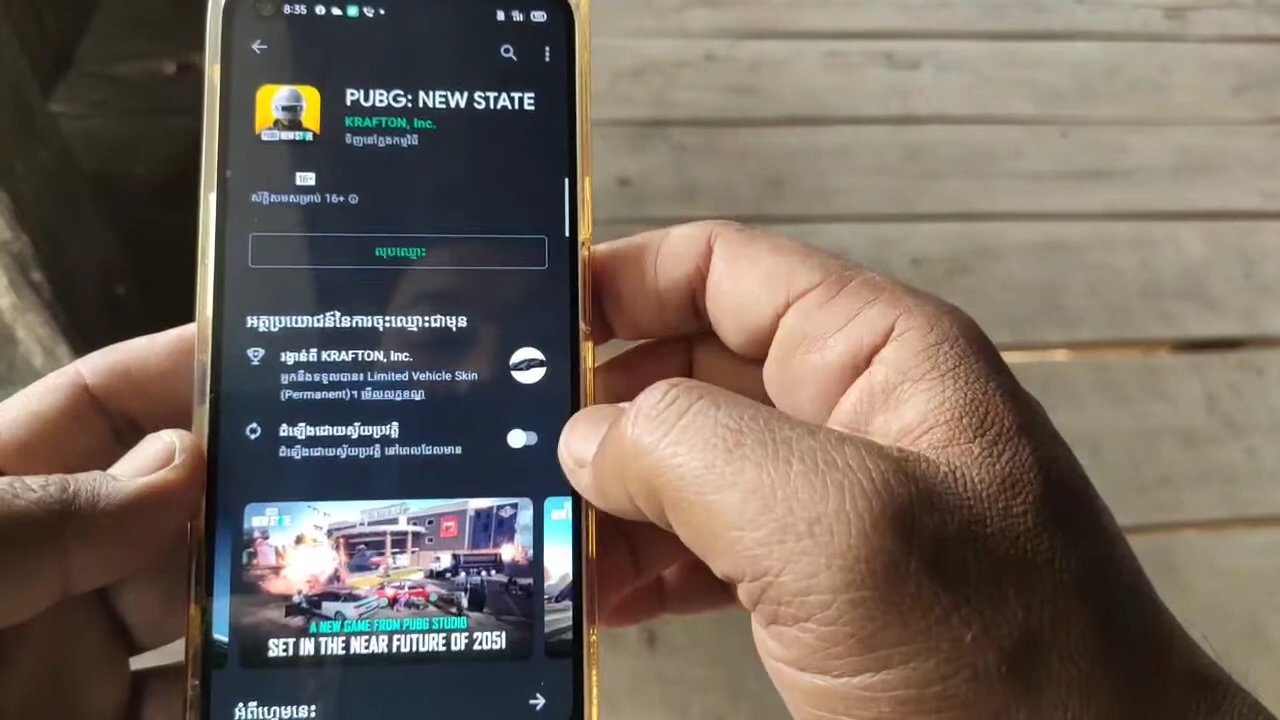 8:35
PUBG: NEW STATE
KRAFTON, Inc.
ទិញនៅក្នុងកម្មវិធី
16+
ស័ក្តិសមសម្រាប់ 16+
លុបឈ្មោះ
អត្ថប្រយោជន៍នៃការចុះឈ្មោះជាមុន
រង្វាន់ពី KRAFTON, Inc.
អ្នកនឹងទទួលបាន៖ Limited Vehicle Skin
(Permanent)។ មើលលក្ខខណ្ឌ
ដំឡើងដោយស្វ័យប្រវត្តិ
ដំឡើងដោយស្វ័យប្រវត្តិ នៅពេលដែលមាន
NEW STATE
A NEW GAME FROM PUBG STUDIO
SET IN THE NEAR FUTURE OF 2051
អំពីហ្គេមនេះ